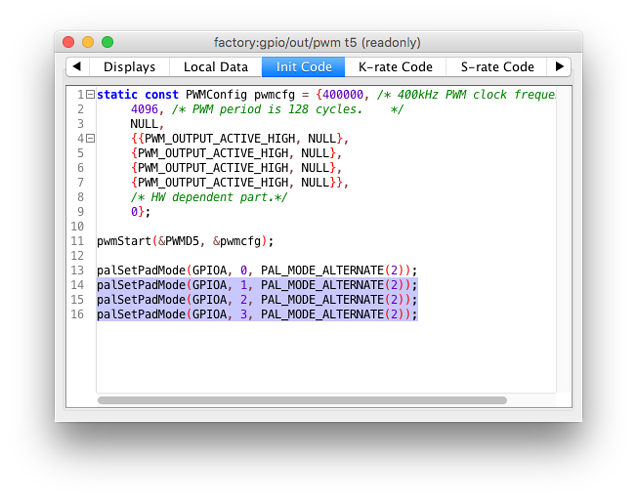 factory:gpio/out/pwm t5 (readonly)
Displays Local Data Init Code K-rate Code S-rate Code
1 static const PWMConfig pwmcfg = {400000, /* 400kHz PWM clock freque
2 4096, /* PWM period is 128 cycles. */
3 NULL,
4 {{PWM_OUTPUT_ACTIVE_HIGH, NULL},
5 {PWM_OUTPUT_ACTIVE_HIGH, NULL},
6 {PWM_OUTPUT_ACTIVE_HIGH, NULL},
7 {PWM_OUTPUT_ACTIVE_HIGH, NULL}},
8 /* HW dependent part.*/
9 0};
10
11 pwmStart(&PWMD5, &pwmcfg);
12
13 palSetPadMode(GPIOA, 0, PAL_MODE_ALTERNATE(2));
14 palSetPadMode(GPIOA, 1, PAL_MODE_ALTERNATE(2));
15 palSetPadMode(GPIOA, 2, PAL_MODE_ALTERNATE(2));
16 palSetPadMode(GPIOA, 3, PAL_MODE_ALTERNATE(2));